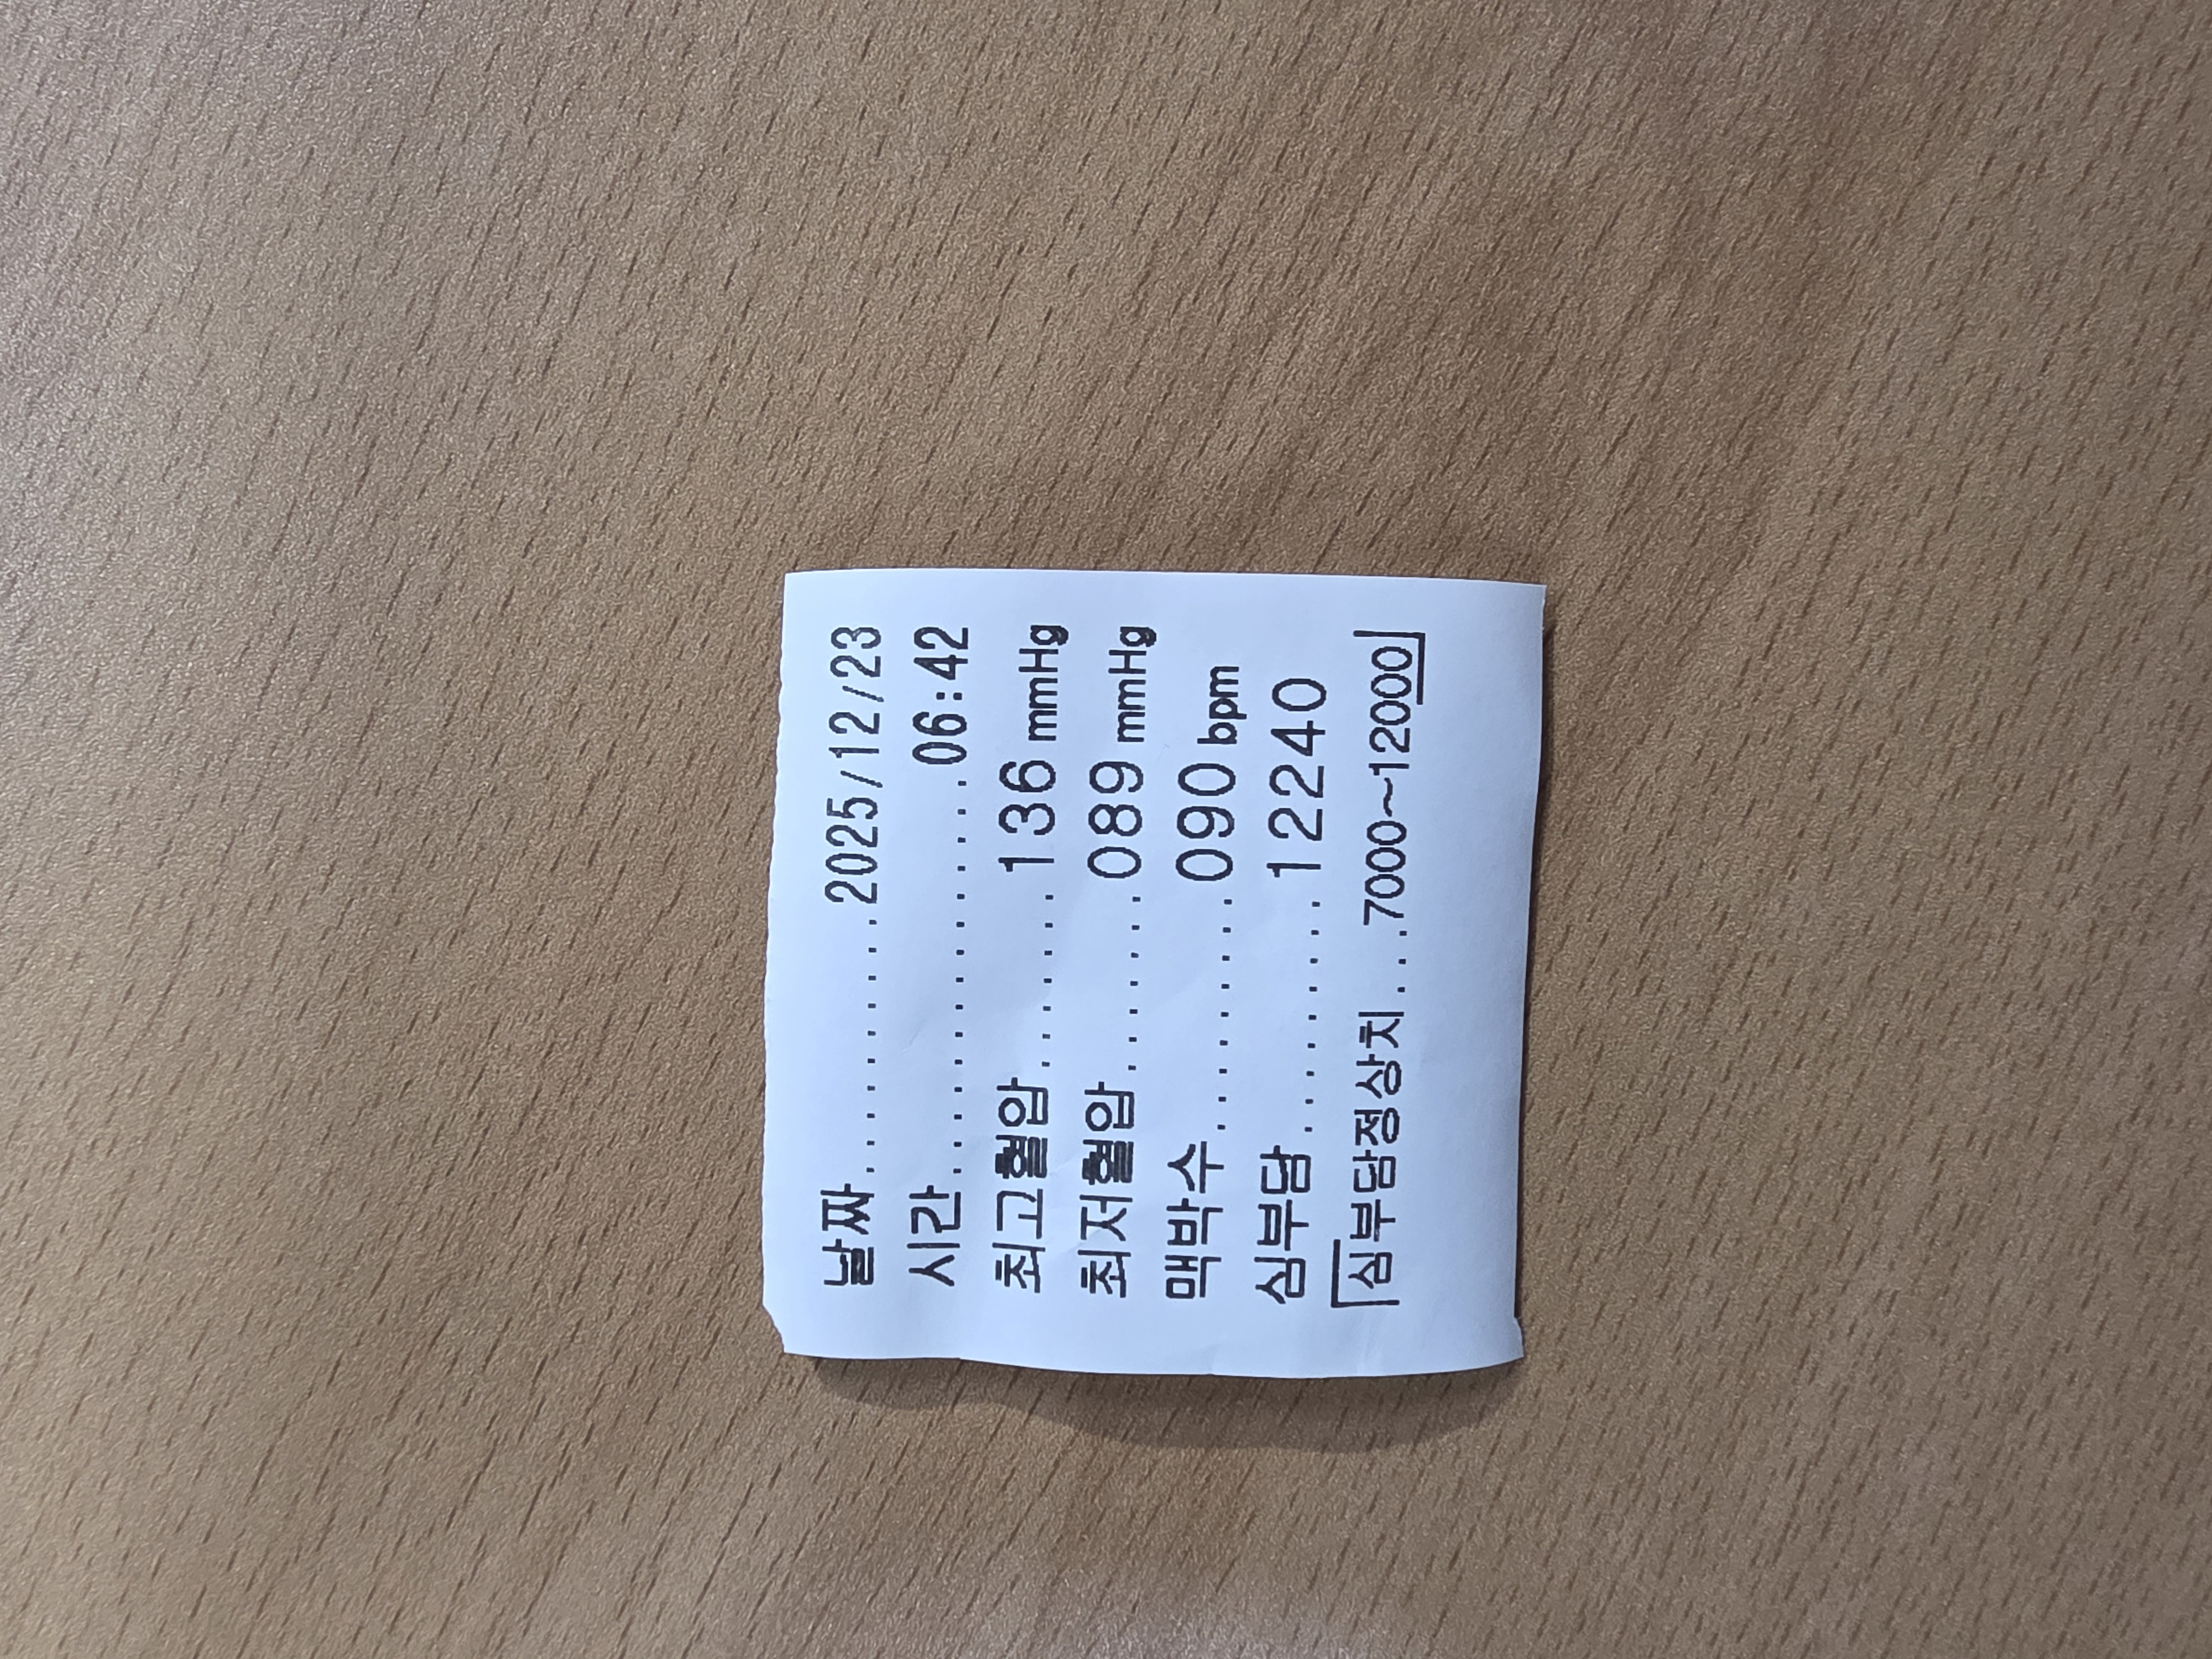 날짜............2025/12/23
시간................06:42
최고혈압........136 mmHg
최저혈압........089 mmHg
맥박수...........090 bpm
심부담...........12240
심부담정상치....7000~12000